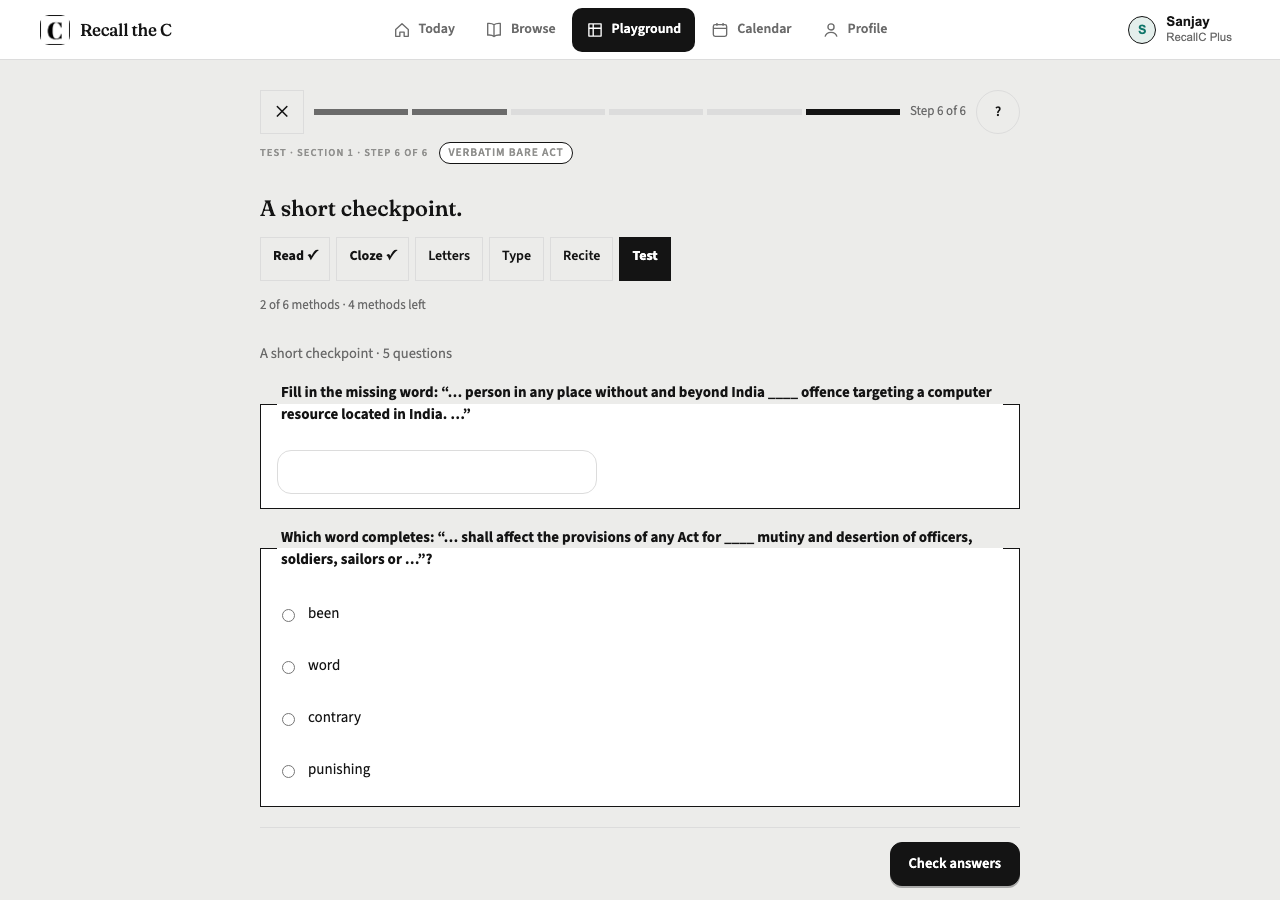 C Recall the C
Today
Browse
Playground
Calendar
Profile
S
Sanjay
RecallC Plus
Step 6 of 6
?
TEST · SECTION 1 · STEP 6 OF 6
VERBATIM BARE ACT
A short checkpoint.
Read ✓
Cloze ✓
Letters
Type
Recite
Test
2 of 6 methods · 4 methods left
A short checkpoint · 5 questions
Fill in the missing word: “… person in any place without and beyond India ____ offence targeting a computer
resource located in India. …”
Which word completes: “… shall affect the provisions of any Act for ____ mutiny and desertion of officers,
soldiers, sailors or …”?
been
word
contrary
punishing
Check answers